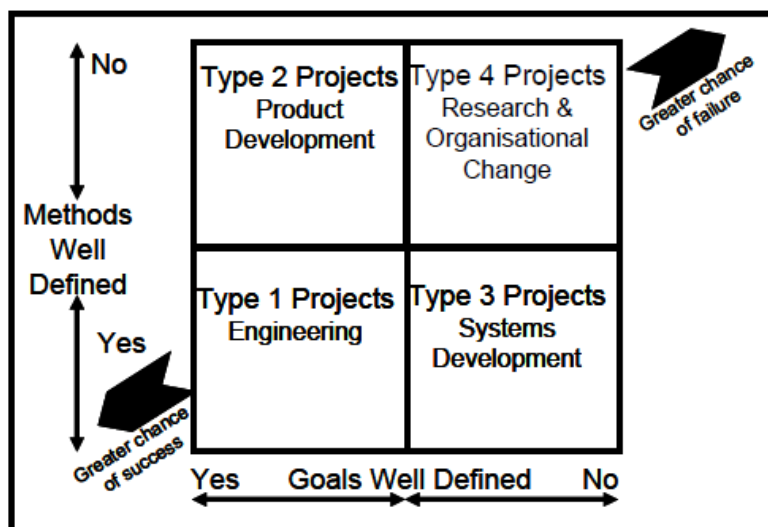 No
Methods
Well
Defined
Yes
Type 2 Projects
Product
Development
Type 4 Projects
Research &
Organisational
Change
Type 1 Projects
Engineering
Type 3 Projects
Systems
Development
Greater chance
of failure
Greater chance
of success
Yes Goals Well Defined No